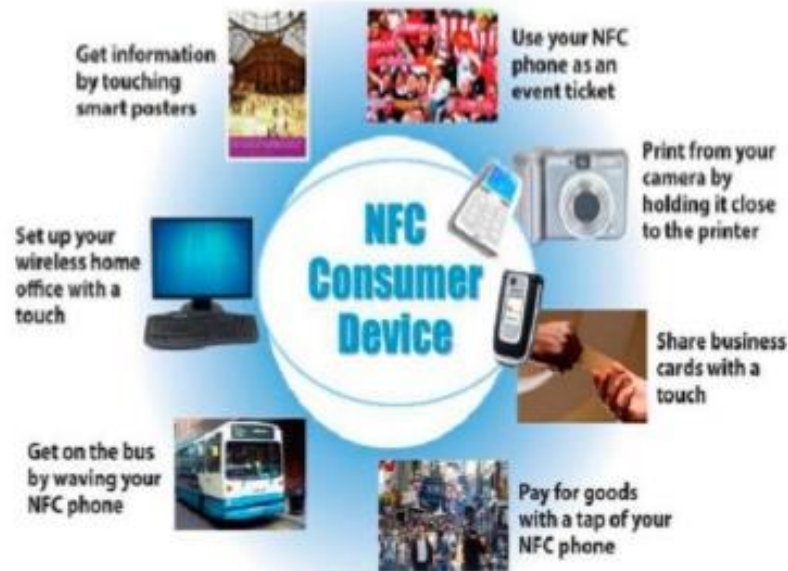 Get information
by touching
smart posters
Use your NFC
phone as an
event ticket
Print from your
camera by
holding it close
to the printer
NFC
Consumer
Device
Set up your
wireless home
office with a
touch
Share business
cards with a
touch
Get on the bus
by waving your
NFC phone
Pay for goods
with a tap of your
NFC phone